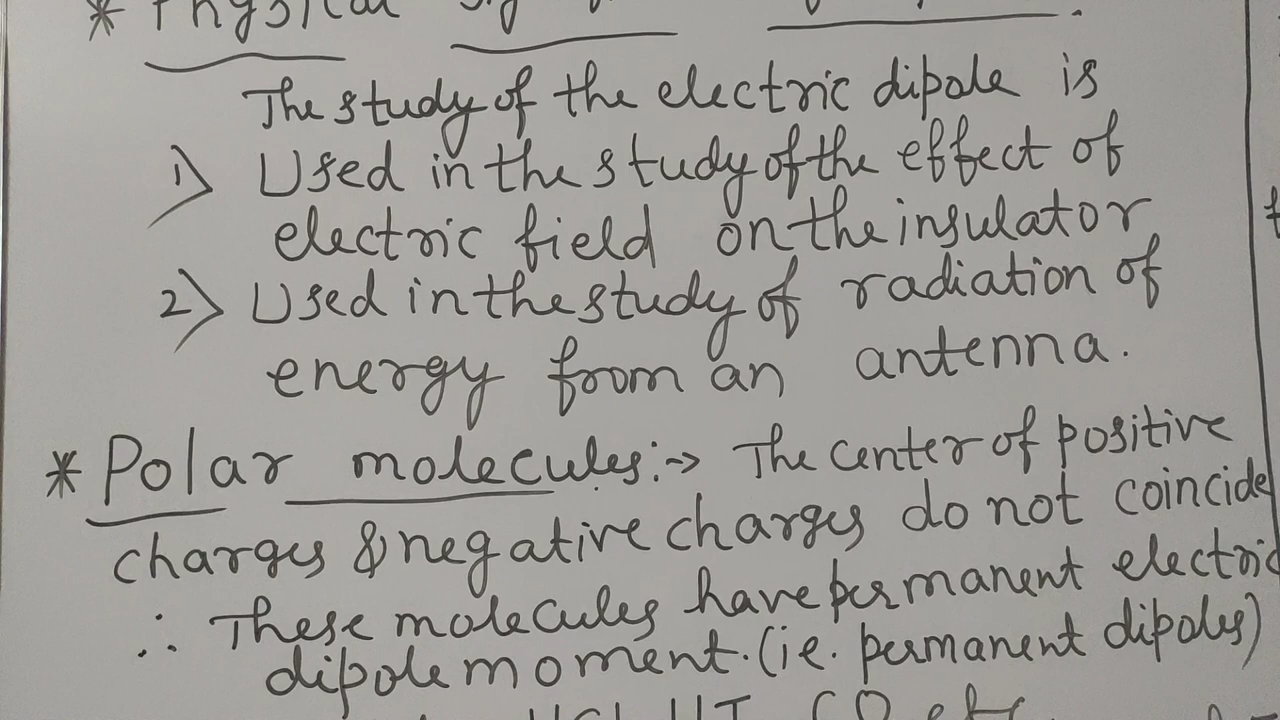 * Physical
The study of the electric dipole is
1) Used in the study of the effect of
electric field on the insulator
2) Used in the study of radiation of
energy from an antenna.
* Polar molecules:→ The center of positive
charges & negative charges do not coincide
∴ These molecules have permanent electric
dipole moment. (ie. permanent dipoles)